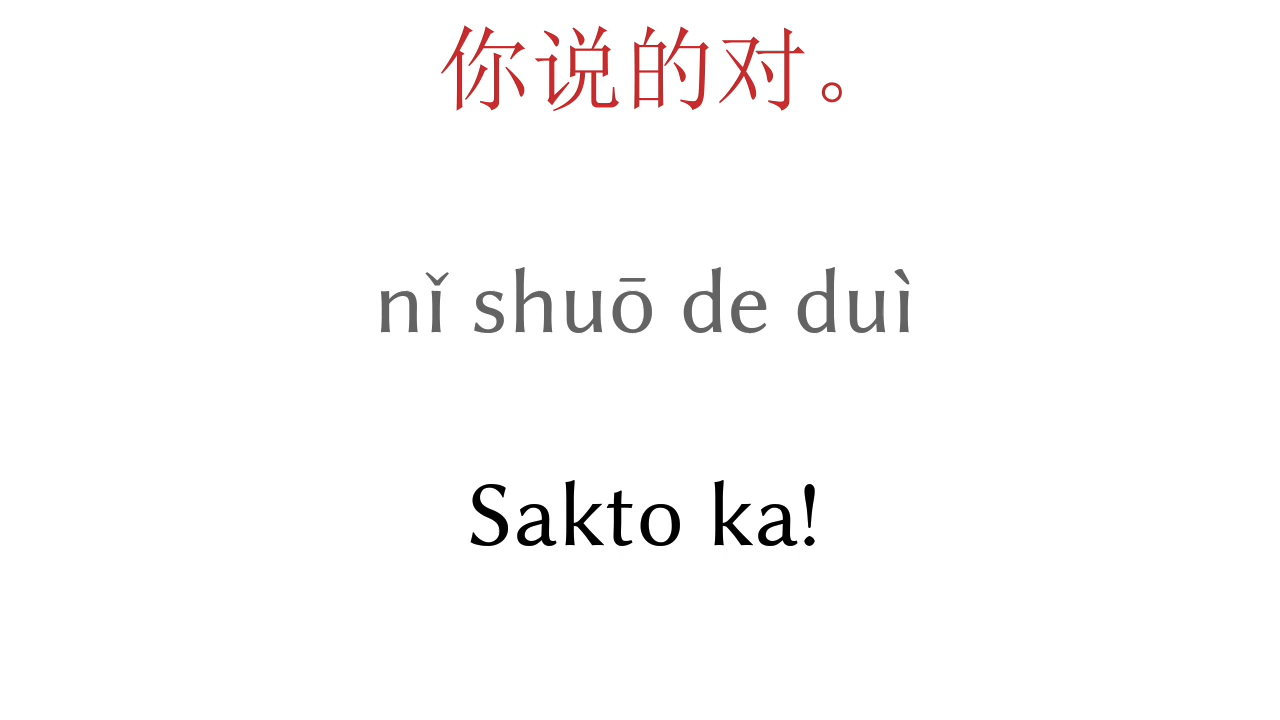 你说的对。
nǐ shuō de duì
Sakto ka!